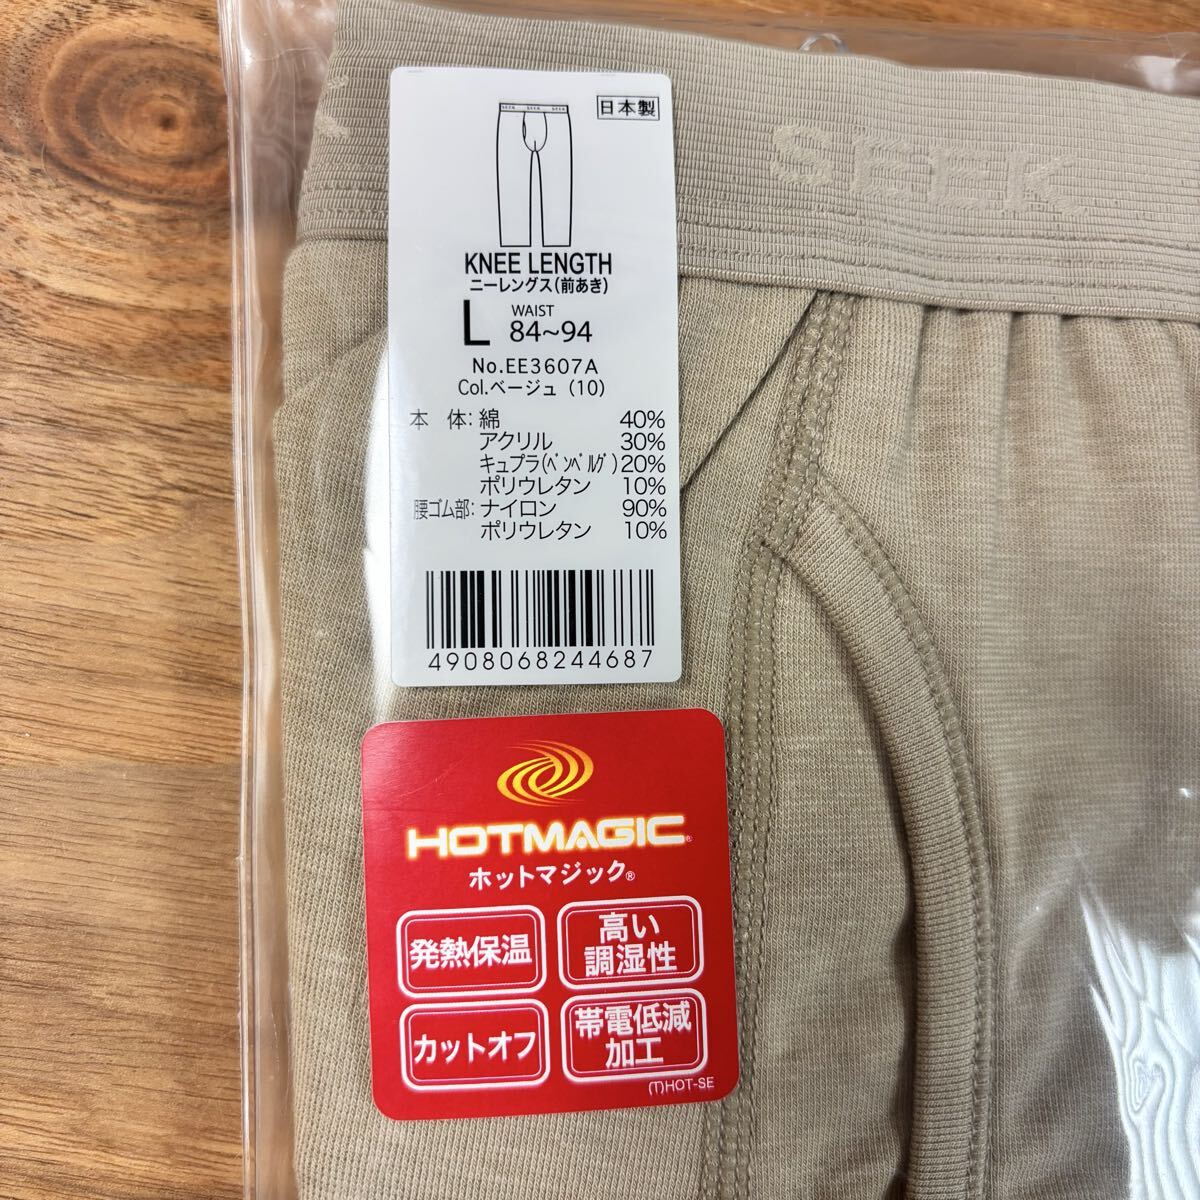 SEEK SEEK SEEK
日本製
SEEK
KNEE LENGTH
ニーレングス(前あき)
L WAIST 84~94
No.EE3607A
Col.ベージュ (10)
本 体: 綿 40%
アクリル 30%
キュプラ(ﾍﾞﾝﾍﾞﾙｸﾞ) 20%
ポリウレタン 10%
腰ゴム部: ナイロン 90%
ポリウレタン 10%
4908068244687
HOTMAGIC®
ホットマジック®
発熱保温
高い
調湿性
カットオフ
帯電低減
加工
(T)HOT-SE